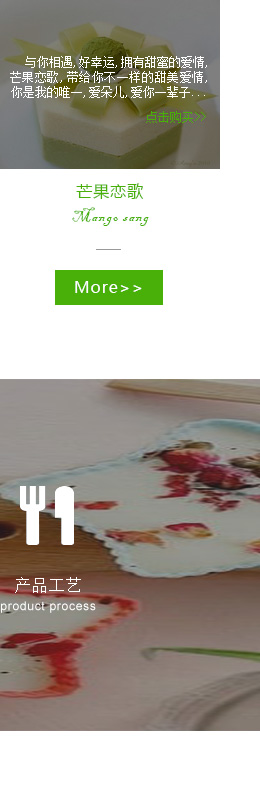 与你相遇,好幸运,拥有甜蜜的爱情,
芒果恋歌,带给你不一样的甜美爱情,
你是我的唯一,爱朵儿,爱你一辈子...
点击购买>>
芒果恋歌
Mango sang
More>>
产品工艺
product process